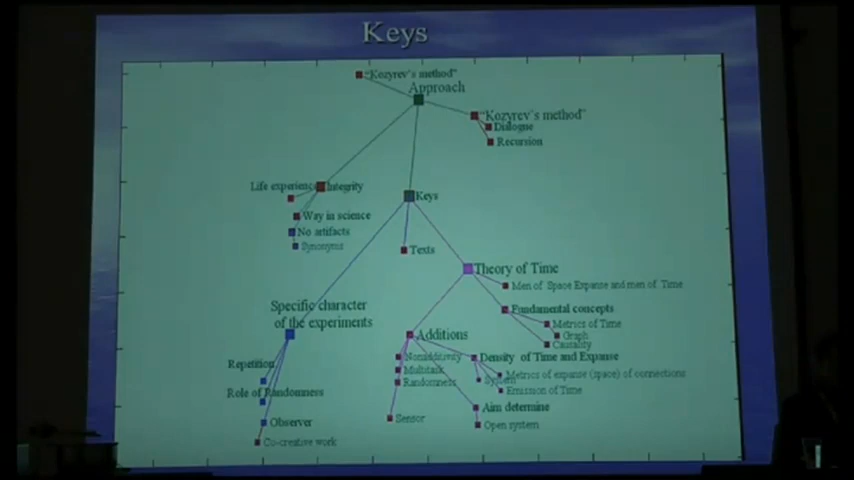 Keys
"Kozyrev's method"
Approach
"Kozyrev's method"
Dialogue
Recursion
Life experience
Integrity
Keys
Way in science
No artifacts
Synonyms
Texts
Theory of Time
Men of Space Expanse and men of Time
Specific character
of the experiments
Fundamental concepts
Metrics of Time
Graph
Causality
Additions
Nonadditivity
Density of Time and Expanse
Repetition
Multitask
Metrics of expanse (space) of connections
Randomness
System
Emission of Time
Role of Randomness
Aim determine
Sensor
Observer
Open system
Co-creative work